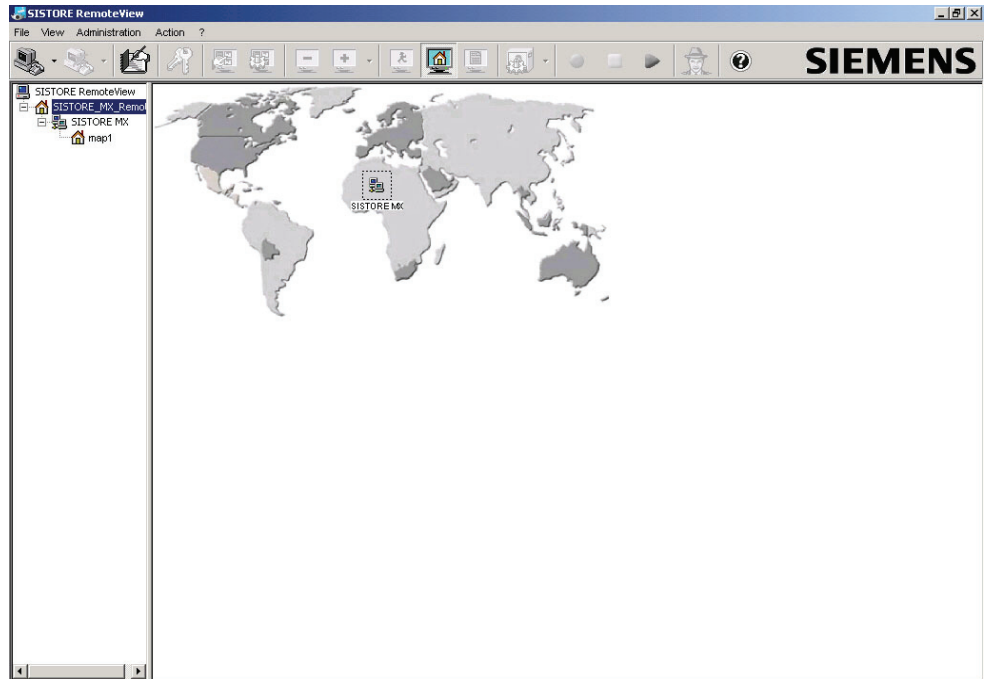 SISTORE RemoteView
File View Administration Action ?
SIEMENS
SISTORE RemoteView
SISTORE_MX_Remo
SISTORE MX
map1
SISTORE MX